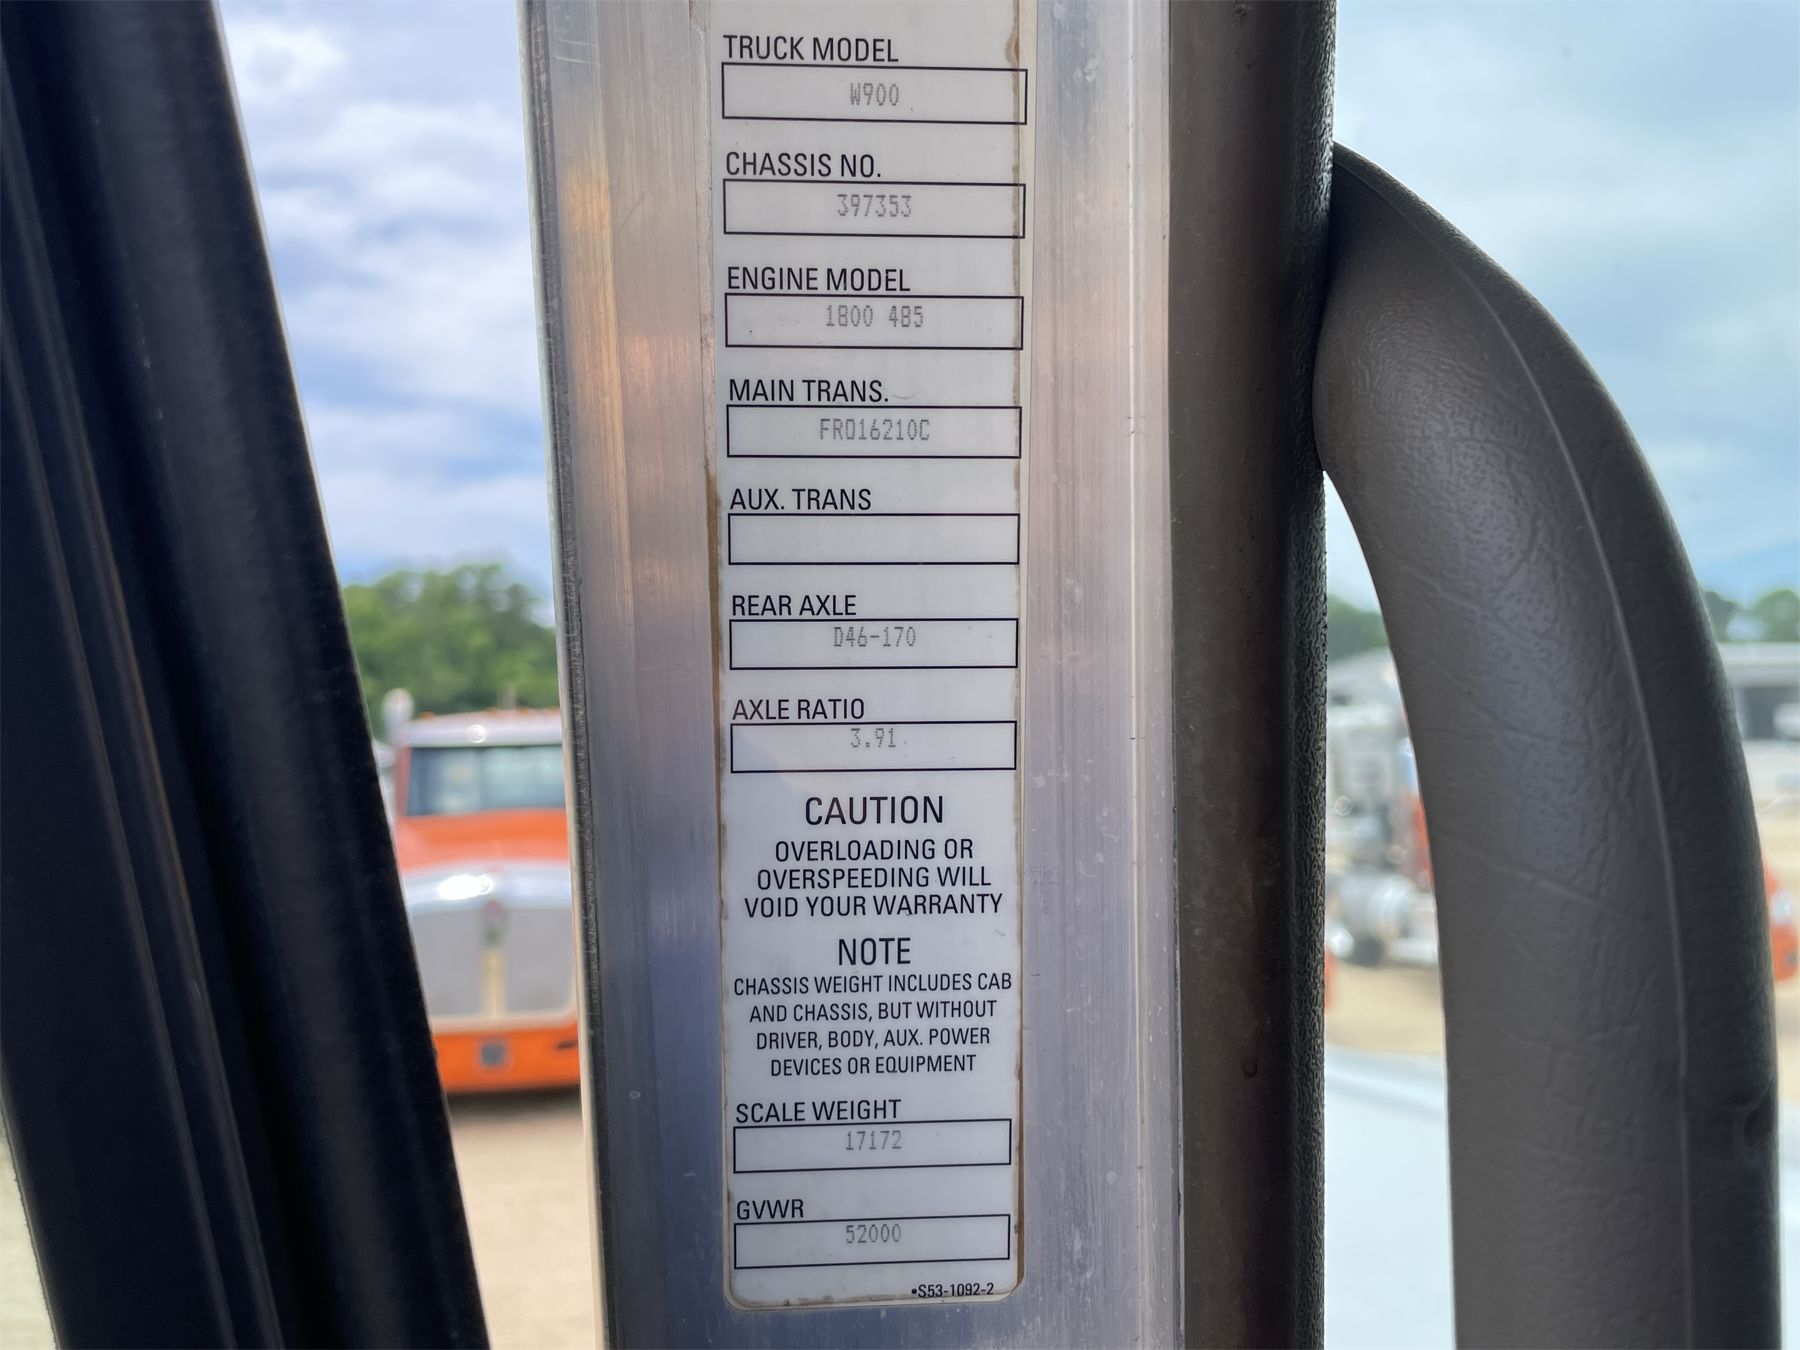 TRUCK MODEL
W900
CHASSIS NO.
397353
ENGINE MODEL
1800 485
MAIN TRANS.
FRO16210C
AUX. TRANS
REAR AXLE
D46-170
AXLE RATIO
3.91
CAUTION
OVERLOADING OR
OVERSPEEDING WILL
VOID YOUR WARRANTY
NOTE
CHASSIS WEIGHT INCLUDES CAB
AND CHASSIS, BUT WITHOUT
DRIVER, BODY, AUX. POWER
DEVICES OR EQUIPMENT
SCALE WEIGHT
17172
GVWR
52000
•S53-1092-2